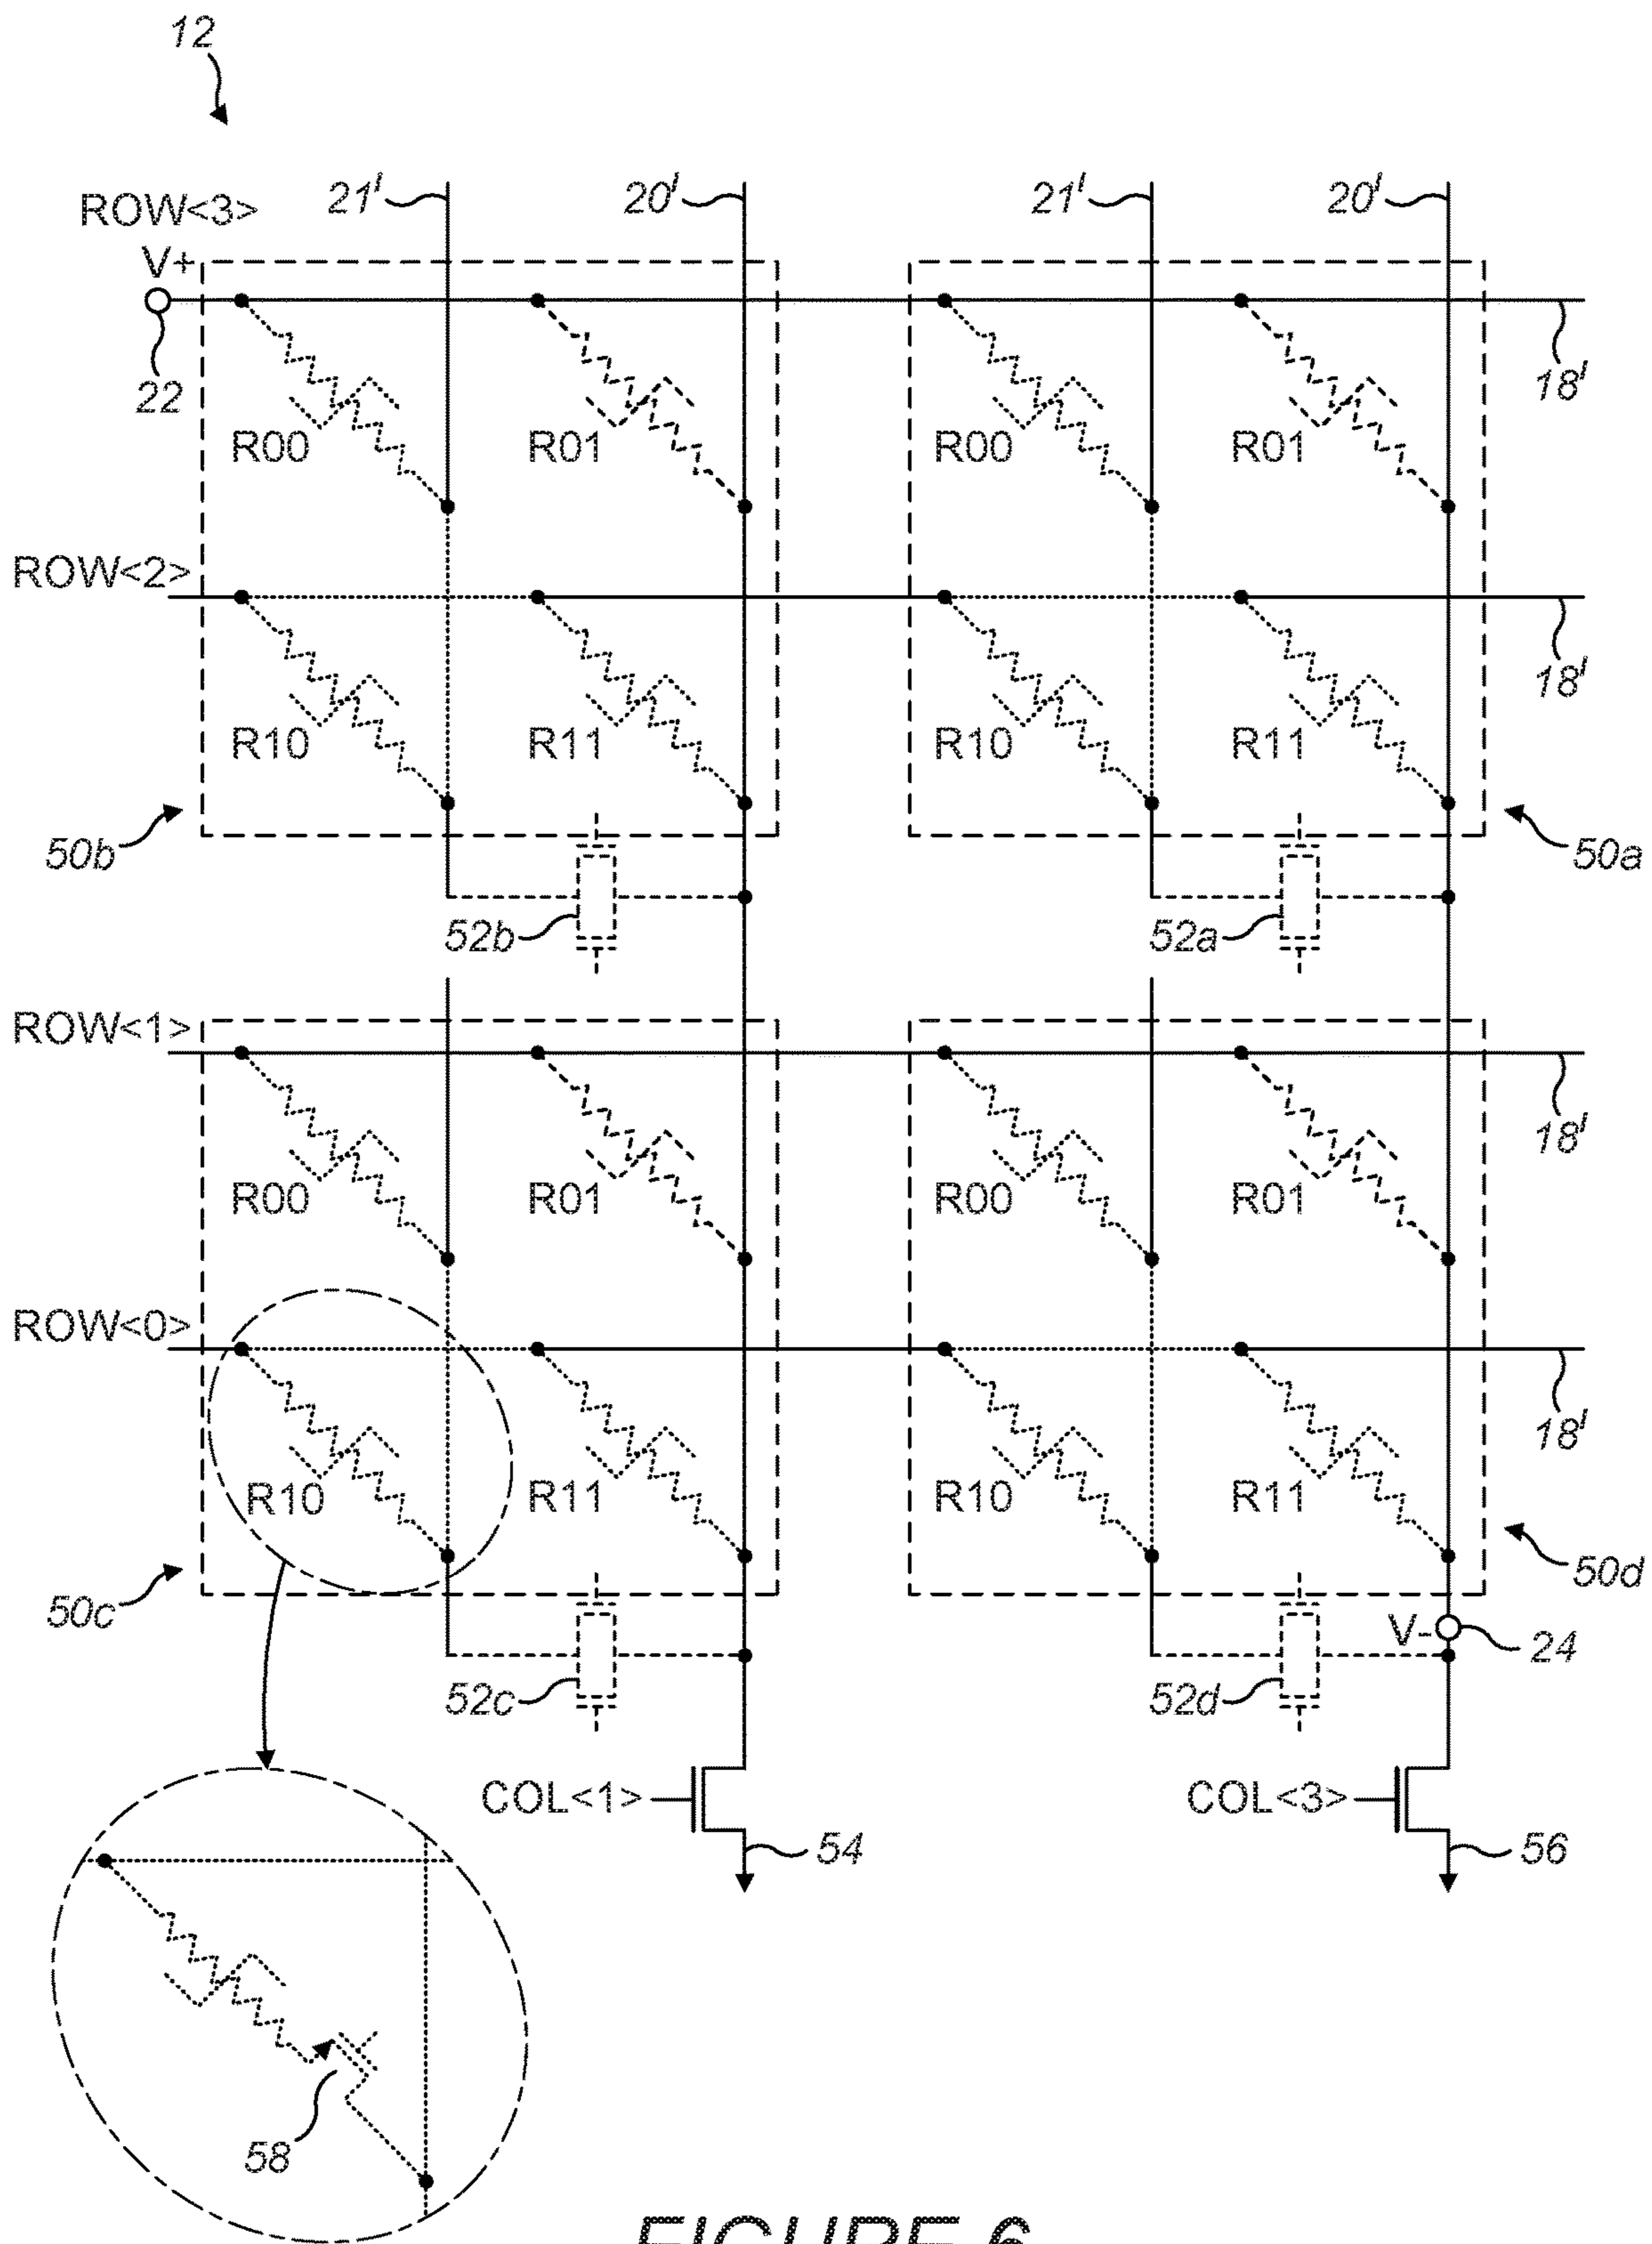 12
ROW<3> 21' 20' 21' 20'
V+
22 18'
R00 R01 R00 R01
ROW<2>
18'
R10 R11 R10 R11
50b 50a
52b 52a
ROW<1>
18'
R00 R01 R00 R01
ROW<0>
18'
R10 R11 R10 R11
50c 50d
V- 24
52c 52d
COL<1> COL<3>
54 56
58
FIGURE 6